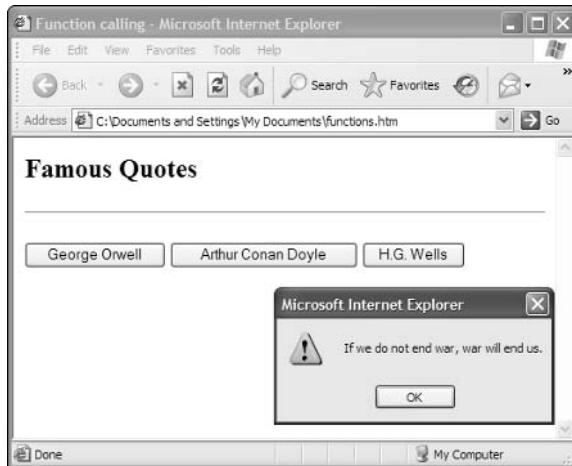 Function calling - Microsoft Internet Explorer
File Edit View Favorites Tools Help
Back Search Favorites »
Address C:\Documents and Settings\My Documents\functions.htm Go
Famous Quotes
George Orwell Arthur Conan Doyle H.G. Wells
Microsoft Internet Explorer
If we do not end war, war will end us.
OK
Done My Computer